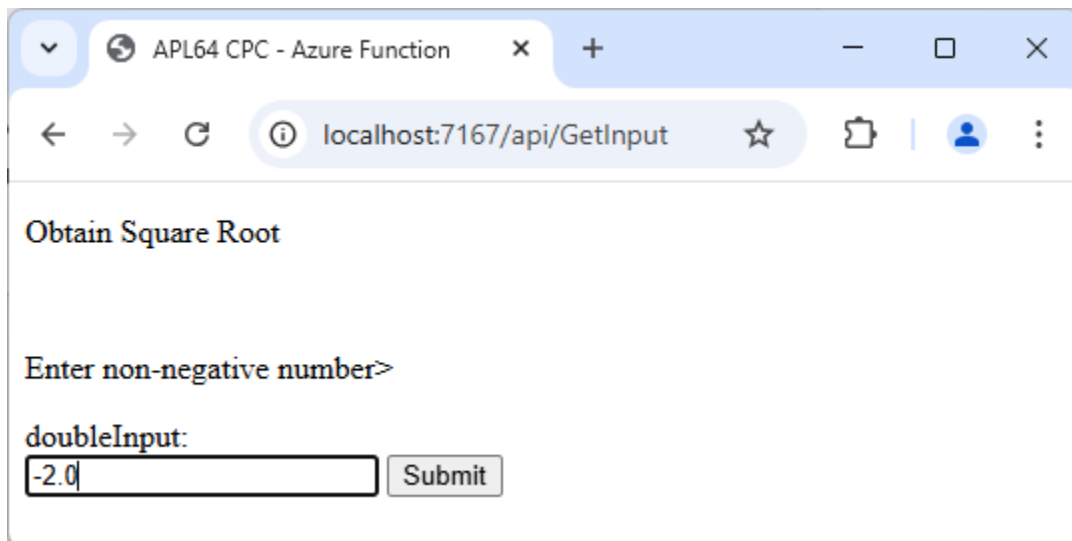 APL64 CPC - Azure Function
localhost:7167/api/GetInput
Obtain Square Root
Enter non-negative number>
doubleInput:
-2.0 Submit